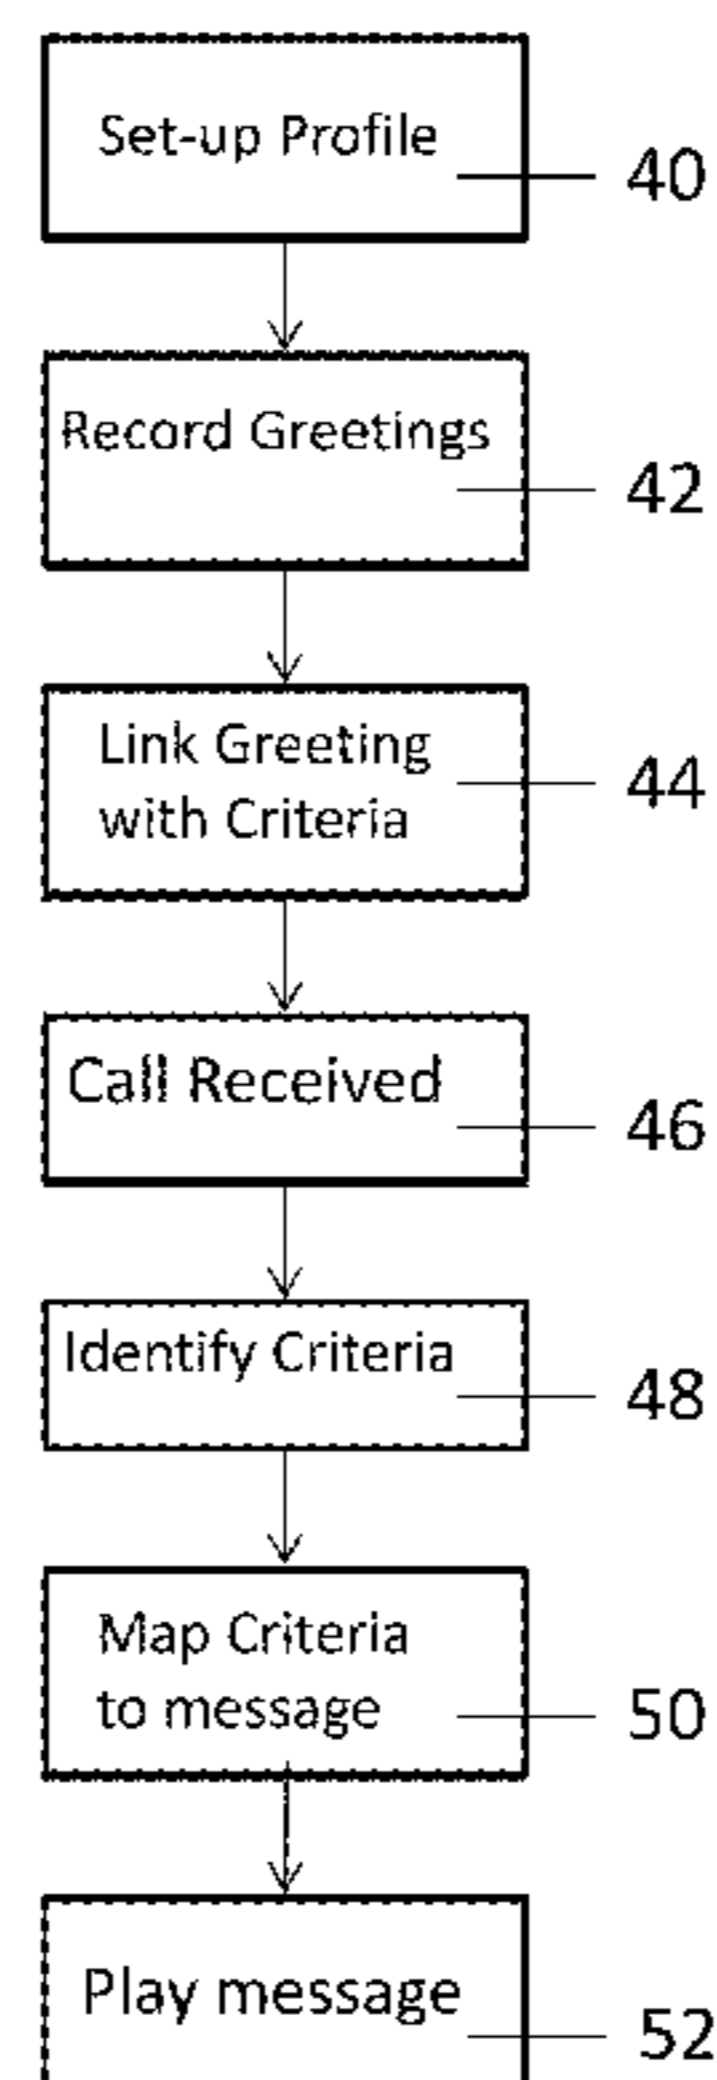 Set-up Profile
40
Record Greetings
42
Link Greeting
with Criteria
44
Call Received
46
Identify Criteria
48
Map Criteria
to message
50
Play message
52